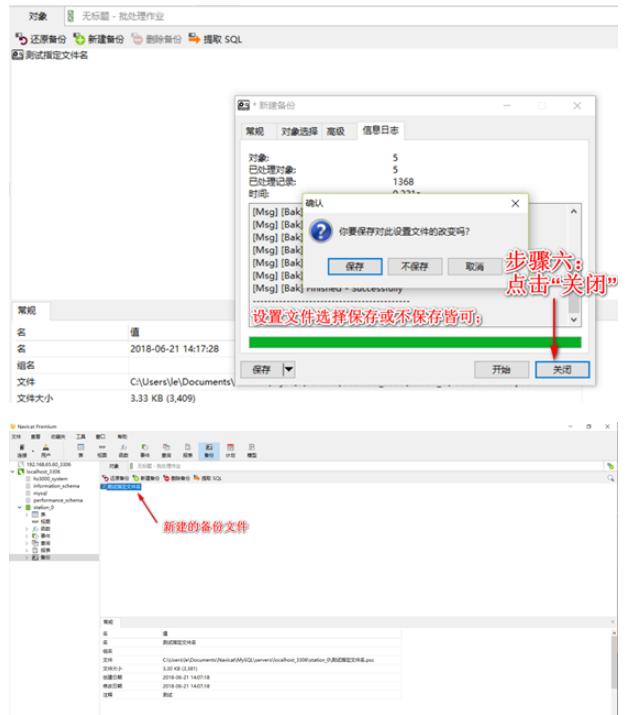 对象 无标题 - 批处理作业
还原备份 新建备份 删除备份 提取 SQL
测试指定文件名
* 新建备份
常规 对象选择 高级 信息日志
对象: 5
已处理对象: 5
已处理记录: 1368
时间:
确认
[Msg] [Bak]
[Msg] [Bak]
[Msg] [Bak]
[Msg] [Bak]
[Msg] [Bak]
[Msg] [Bak]
[Msg] [Bak] Finished - Successfully
你要保存对此设置文件的改变吗?
保存 不保存 取消
步骤六:
点击“关闭”
设置文件选择保存或不保存皆可;
保存 开始 关闭
常规
名 值
名 2018-06-21 14:17:28
组名
文件 C:\Users\le\Documents\
文件大小 3.33 KB (3,409)
Navicat Premium
文件 查看 收藏夹 工具 窗口 帮助
连接 用户 表 视图 函数 事件 查询 报表 备份 计划 模型
192.168.65.60_3306
localhost_3306
hs3000_system
information_schema
mysql
performance_schema
station_0
表
视图
函数
事件
查询
报表
备份
对象 无标题 - 批处理作业
还原备份 新建备份 删除备份 提取 SQL
测试指定文件名
新建的备份文件
常规
名 值
名 测试指定文件名
组名
文件 C:\Users\le\Documents\Navicat\MySQL\servers\localhost_3306\station_0\测试指定文件名.psc
文件大小 3.30 KB (3,381)
创建日期 2018-06-21 14:07:18
修改日期 2018-06-21 14:07:18
注释 测试